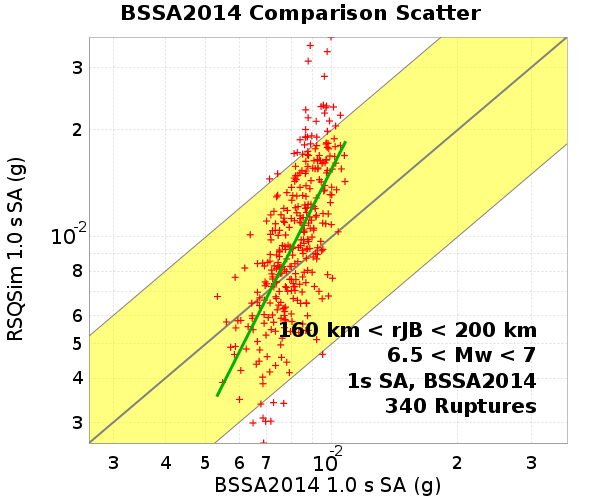 BSSA2014 Comparison Scatter
RSQSim 1.0 s SA (g)
3
2
10-2
8
6
5
4
3
160 km < rJB < 200 km
6.5 < Mw < 7
1s SA, BSSA2014
340 Ruptures
3 4 5 6 7 10-2 2 3
BSSA2014 1.0 s SA (g)